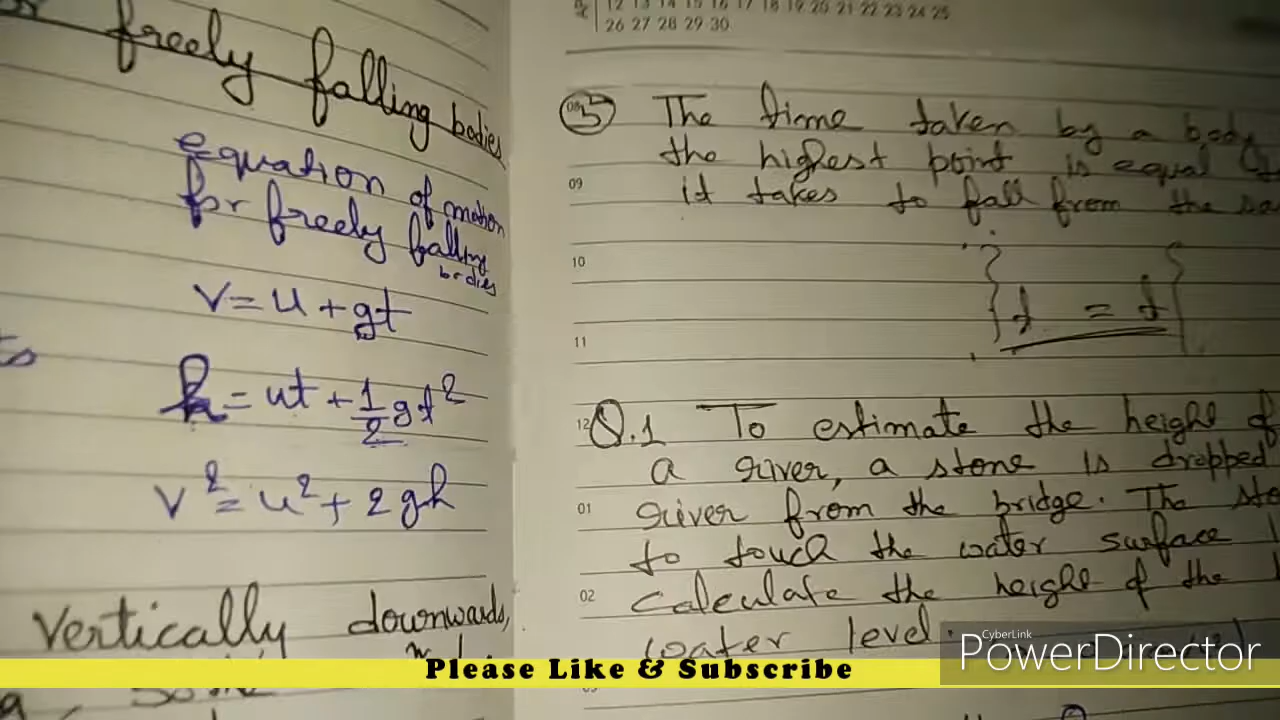 freely falling bodies
equation of motion
for freely falling
bodies
V = u + gt
h = ut + 1/2 gt²
V² = u² + 2gh
Vertically downwards,
12 13 14 15 16 17 18 19 20 21 22 23 24 25
26 27 28 29 30
5 The time taken by a body
the highest point is equal
09 it takes to fall from the
10
t = t
11
12 Q.1 To estimate the height of
a river, a stone is dropped
01 river from the bridge. The
to touch the water surface
02 calculate the height of the
water level.
CyberLink
PowerDirector
Please Like & Subscribe